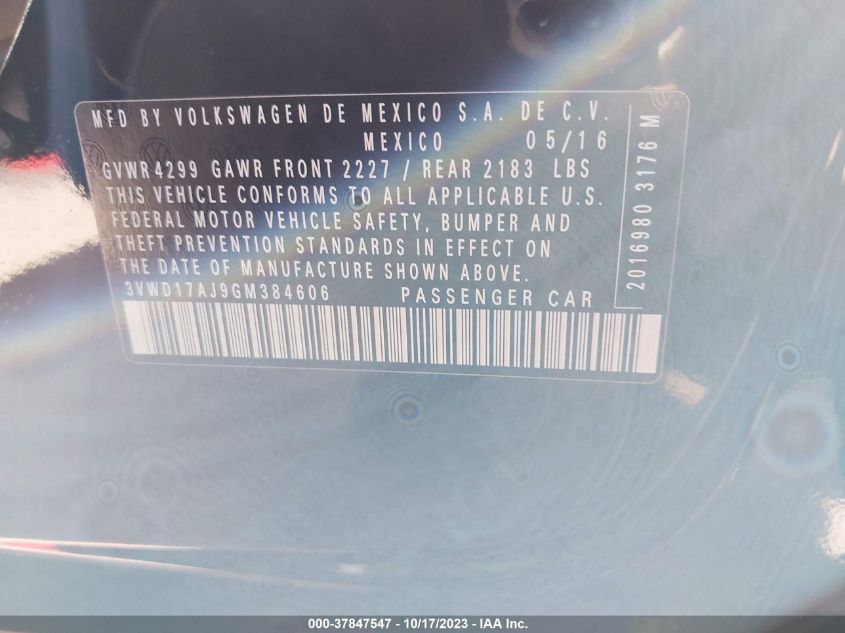 MFD BY VOLKSWAGEN DE MEXICO S.A. DE C.V.
MEXICO 05/16
GVWR 4299 GAWR FRONT 2227 / REAR 2183 LBS
THIS VEHICLE CONFORMS TO ALL APPLICABLE U.S.
FEDERAL MOTOR VEHICLE SAFETY, BUMPER AND
THEFT PREVENTION STANDARDS IN EFFECT ON
THE DATE OF MANUFACTURE SHOWN ABOVE.
3VWD17AJ9GM384606 PASSENGER CAR
2016980 3176 M
000-37847547 - 10/17/2023 - IAA Inc.